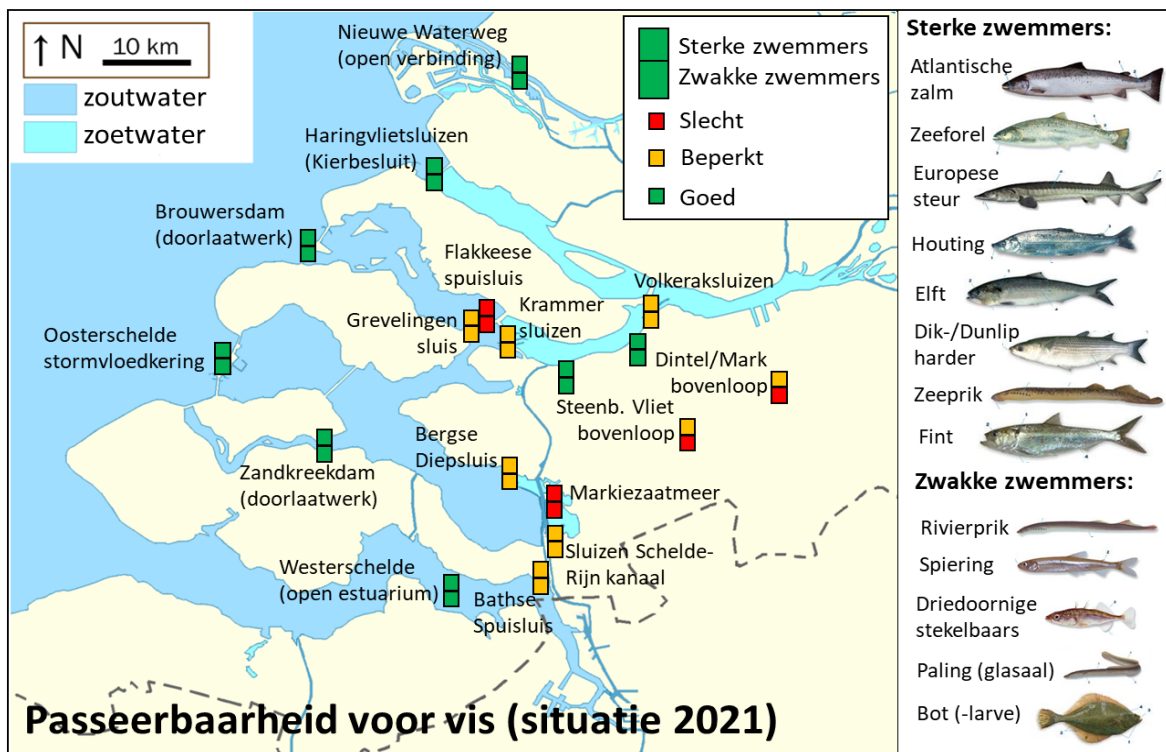 ↑ N 10 km
zoutwater
zoetwater
Nieuwe Waterweg
(open verbinding)
Sterke zwemmers
Zwakke zwemmers
Slecht
Beperkt
Goed
Haringvlietsluizen
(Kierbesluit)
Brouwersdam
(doorlaatwerk)
Flakkeese
spuisluis
Volkeraksluizen
Krammer
sluizen
Grevelingen
sluis
Oosterschelde
stormvloedkering
Dintel/Mark
bovenloop
Steenb. Vliet
bovenloop
Bergse
Diepsluis
Zandkreekdam
(doorlaatwerk)
Markiezaatmeer
Sluizen Schelde-
Rijn kanaal
Westerschelde
(open estuarium)
Bathse
Spuisluis
Passeerbaarheid voor vis (situatie 2021)
Sterke zwemmers:
Atlantische
zalm
Zeeforel
Europese
steur
Houting
Elft
Dik-/Dunlip
harder
Zeeprik
Fint
Zwakke zwemmers:
Rivierprik
Spiering
Driedoornige
stekelbaars
Paling (glasaal)
Bot (-larve)